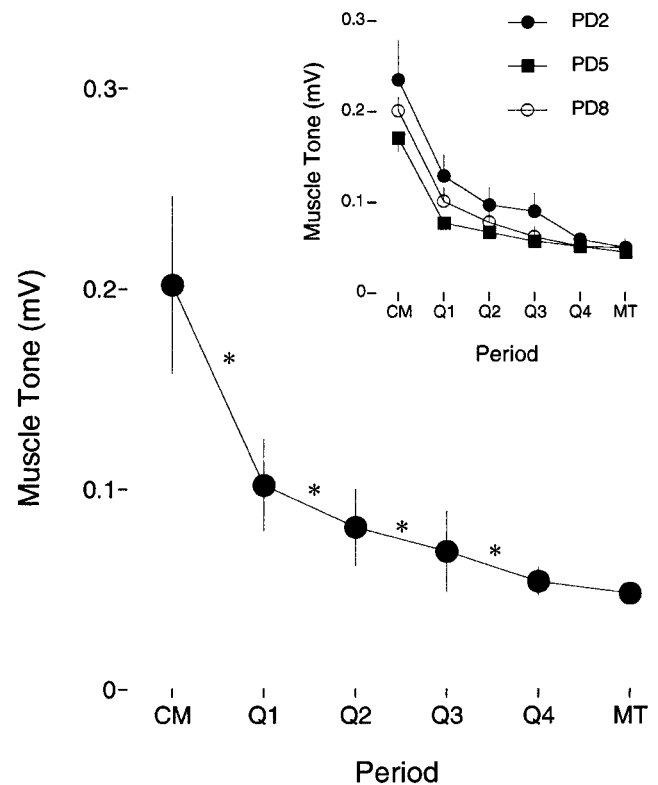 0.3
PD2
PD5
PD8
Muscle Tone (mV)
0.2
0.1
0
CM Q1 Q2 Q3 Q4 MT
Period
0.3
Muscle Tone (mV)
0.2
*
0.1
* * *
0
CM Q1 Q2 Q3 Q4 MT
Period